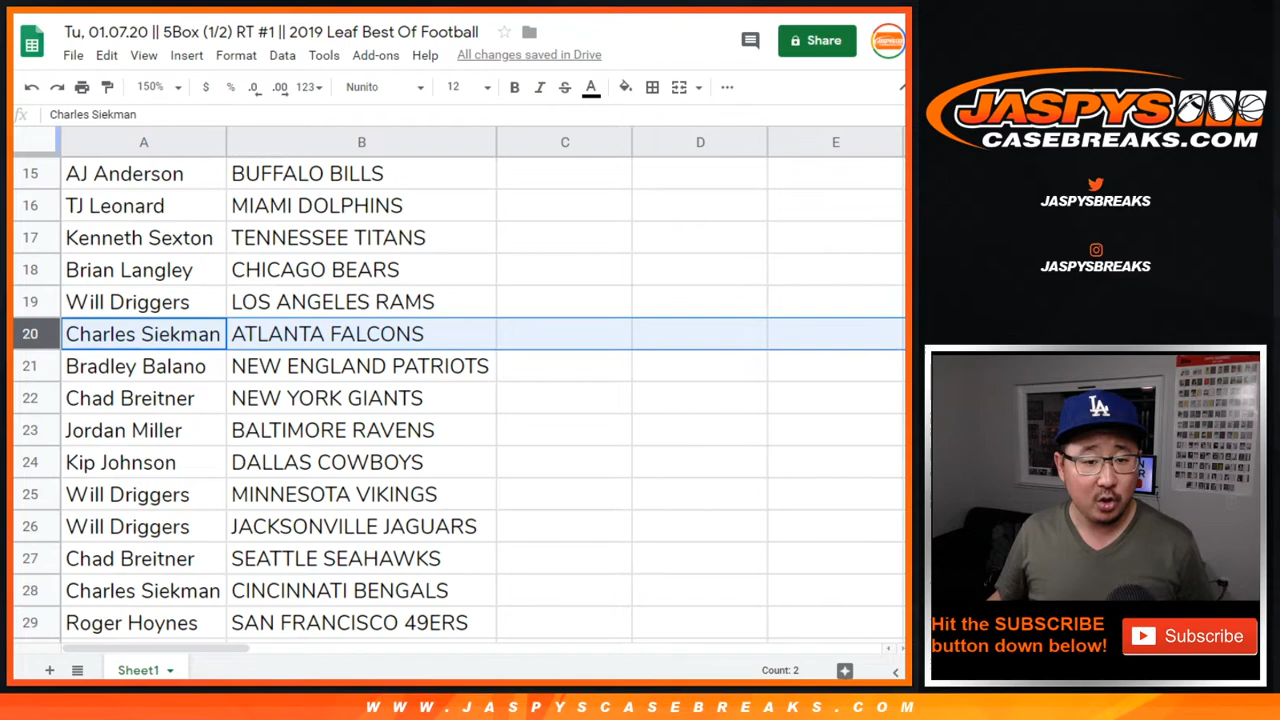 Tu, 01.07.20 || 5Box (1/2) RT #1 || 2019 Leaf Best Of Football
File Edit View Insert Format Data Tools Add-ons Help All changes saved in Drive
Share
150% $ % .0 .00 123 Nunito 12 B I S A
fx Charles Siekman
A B C D E
15 AJ Anderson BUFFALO BILLS
16 TJ Leonard MIAMI DOLPHINS
17 Kenneth Sexton TENNESSEE TITANS
18 Brian Langley CHICAGO BEARS
19 Will Driggers LOS ANGELES RAMS
20 Charles Siekman ATLANTA FALCONS
21 Bradley Balano NEW ENGLAND PATRIOTS
22 Chad Breitner NEW YORK GIANTS
23 Jordan Miller BALTIMORE RAVENS
24 Kip Johnson DALLAS COWBOYS
25 Will Driggers MINNESOTA VIKINGS
26 Will Driggers JACKSONVILLE JAGUARS
27 Chad Breitner SEATTLE SEAHAWKS
28 Charles Siekman CINCINNATI BENGALS
29 Roger Hoynes SAN FRANCISCO 49ERS
Sheet1
Count: 2
JASPYS
CASEBREAKS.COM
JASPYSBREAKS
JASPYSBREAKS
LA
Hit the SUBSCRIBE
button down below!
Subscribe
WWW.JASPYSCASEBREAKS.COM